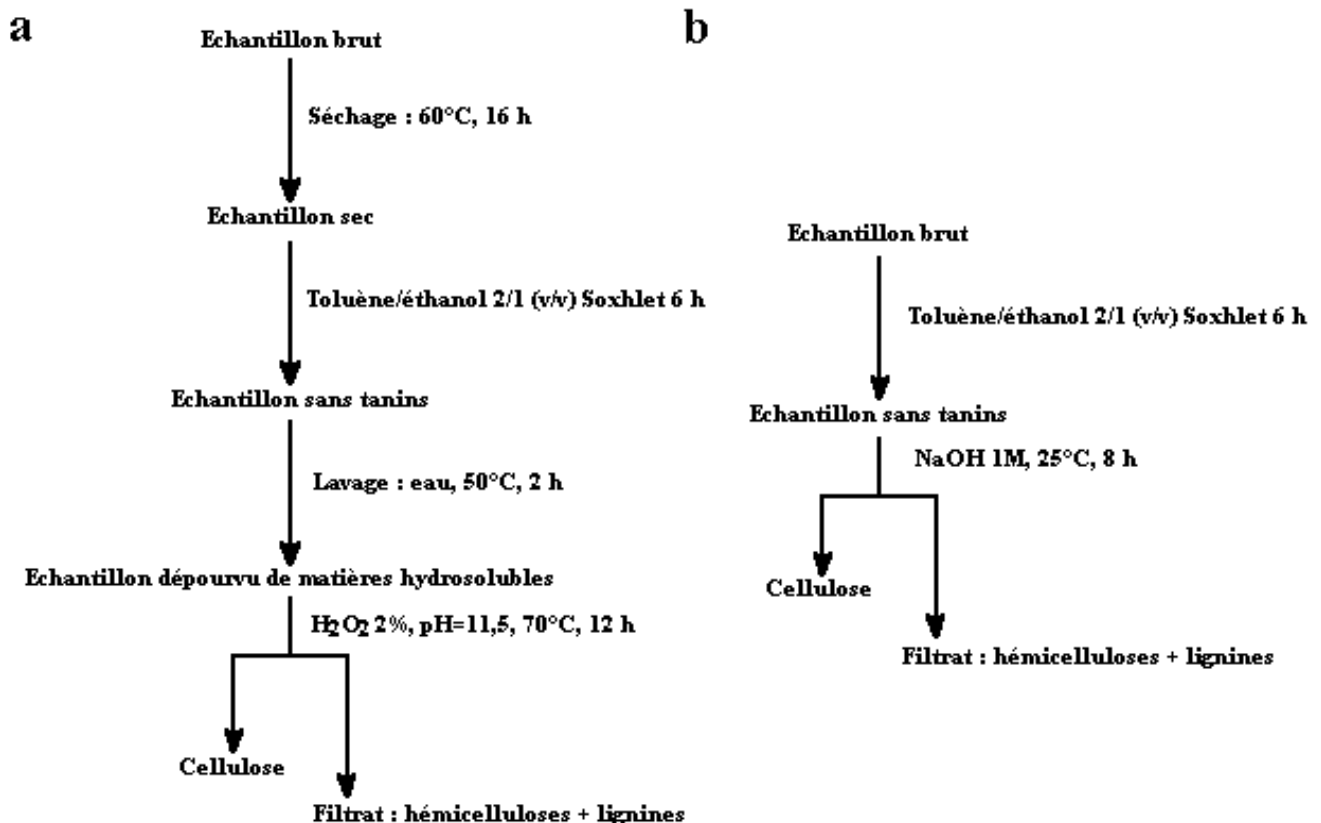 a
Echantillon brut
Séchage : 60°C, 16 h
Echantillon sec
Toluène/éthanol 2/1 (v/v) Soxhlet 6 h
Echantillon sans tanins
Lavage : eau, 50°C, 2 h
Echantillon dépourvu de matières hydrosolubles
H2O2 2%, pH=11,5, 70°C, 12 h
Cellulose
Filtrat : hémicelluloses + lignines
b
Echantillon brut
Toluène/éthanol 2/1 (v/v) Soxhlet 6 h
Echantillon sans tanins
NaOH 1M, 25°C, 8 h
Cellulose
Filtrat : hémicelluloses + lignines